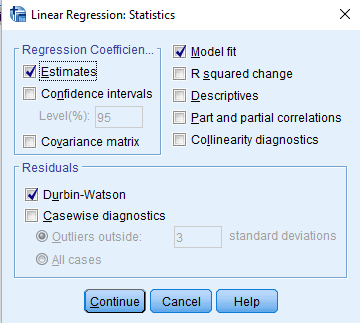 Linear Regression: Statistics
Regression Coefficien...
Estimates
Confidence intervals
Level(%): 95
Covariance matrix
Model fit
R squared change
Descriptives
Part and partial correlations
Collinearity diagnostics
Residuals
Durbin-Watson
Casewise diagnostics
Outliers outside: 3 standard deviations
All cases
Continue Cancel Help